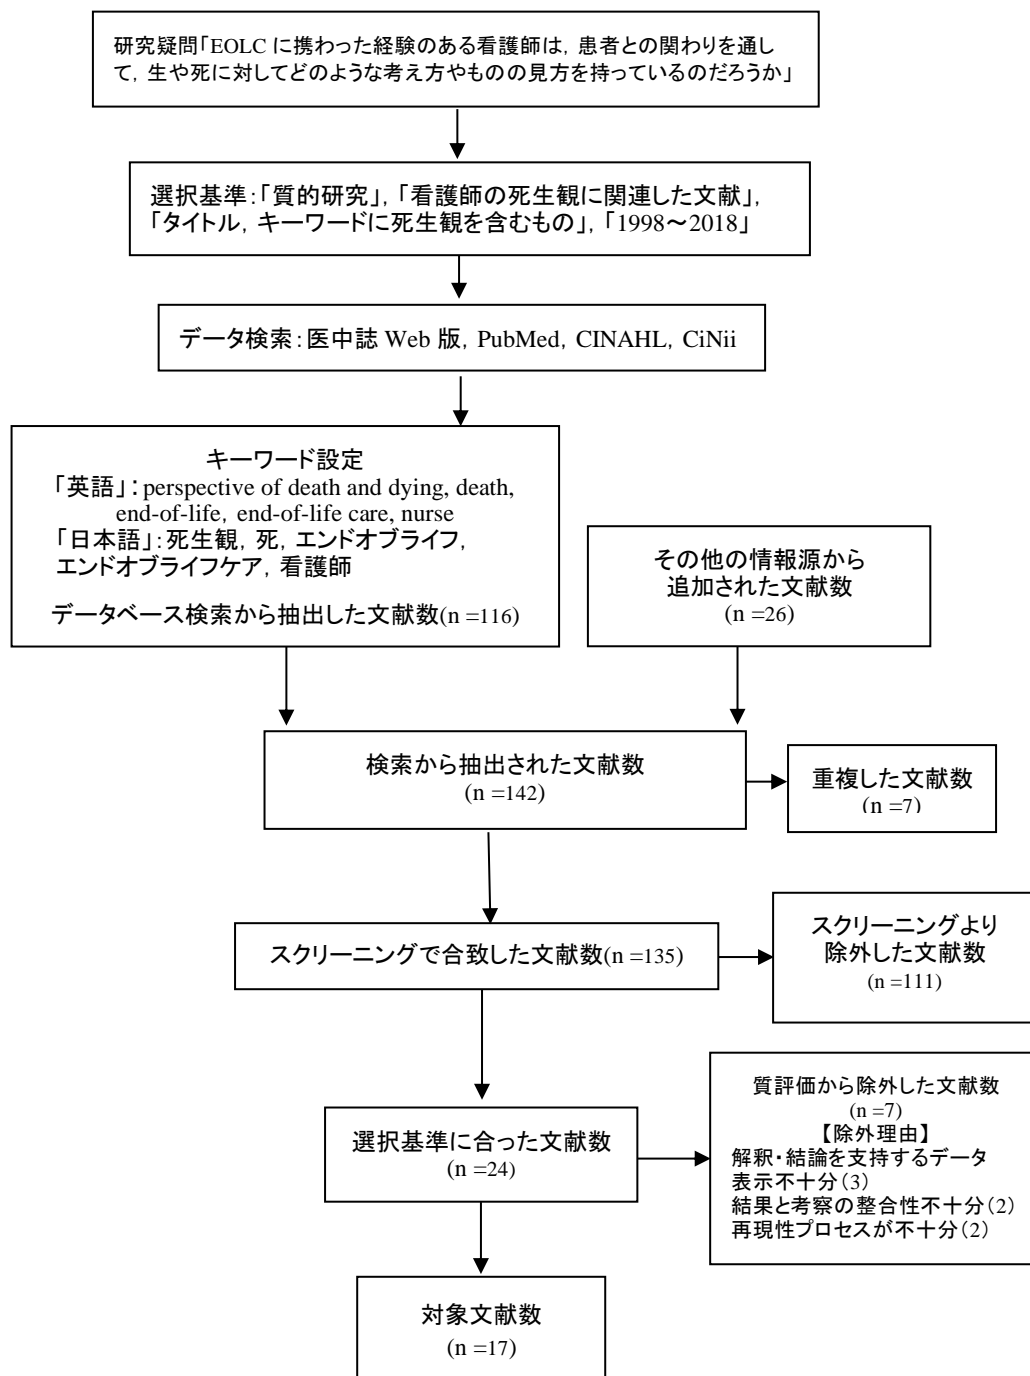 研究疑問「EOLC に携わった経験のある看護師は，患者との関わりを通し
て，生や死に対してどのような考え方やものの見方を持っているのだろうか」
選択基準：「質的研究」，「看護師の死生観に関連した文献」，
「タイトル，キーワードに死生観を含むもの」，「1998～2018」
データ検索：医中誌 Web 版，PubMed，CINAHL，CiNii
キーワード設定
「英語」：perspective of death and dying, death,
end-of-life，end-of-life care, nurse
「日本語」：死生観，死，エンドオブライフ，
エンドオブライフケア，看護師
データベース検索から抽出した文献数(n =116)
その他の情報源から
追加された文献数
(n =26)
検索から抽出された文献数
(n =142)
重複した文献数
(n =7)
スクリーニングで合致した文献数(n =135)
スクリーニングより
除外した文献数
(n =111)
選択基準に合った文献数
(n =24)
質評価から除外した文献数
(n =7)
【除外理由】
解釈・結論を支持するデータ
表示不十分（3）
結果と考察の整合性不十分（2）
再現性プロセスが不十分（2）
対象文献数
(n =17)